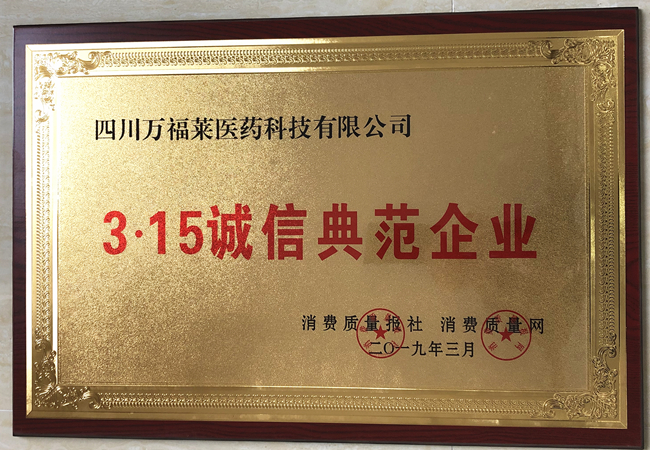 四川万福莱医药科技有限公司
3·15诚信典范企业
消费质量报社 消费质量网
二〇一九年三月